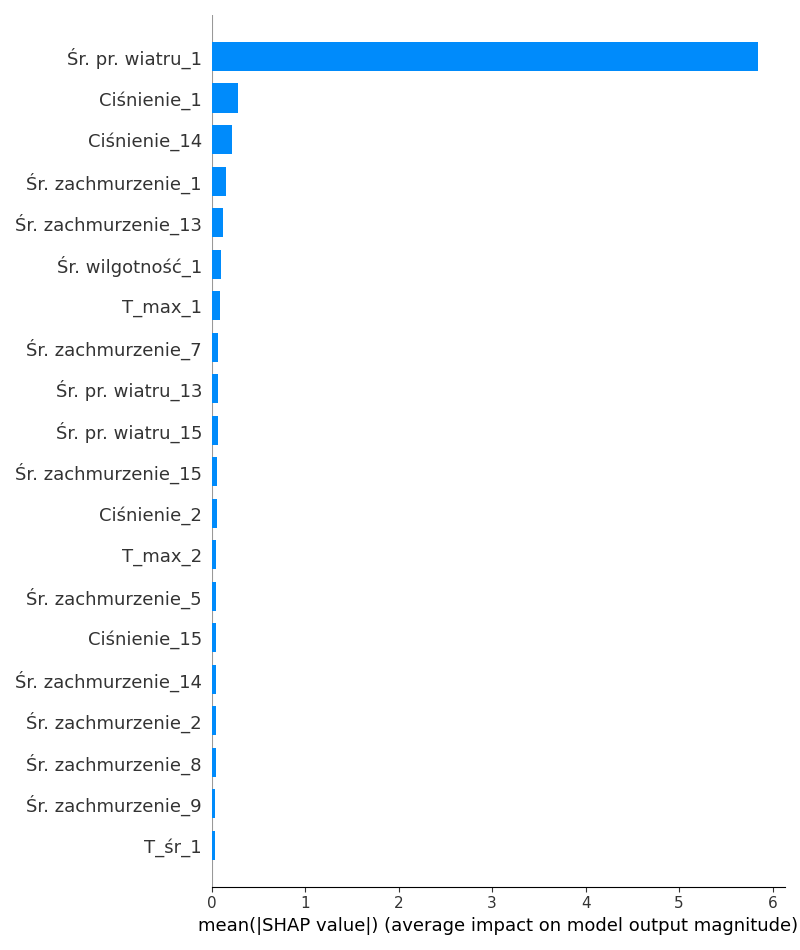 Śr. pr. wiatru_1
Ciśnienie_1
Ciśnienie_14
Śr. zachmurzenie_1
Śr. zachmurzenie_13
Śr. wilgotność_1
T_max_1
Śr. zachmurzenie_7
Śr. pr. wiatru_13
Śr. pr. wiatru_15
Śr. zachmurzenie_15
Ciśnienie_2
T_max_2
Śr. zachmurzenie_5
Ciśnienie_15
Śr. zachmurzenie_14
Śr. zachmurzenie_2
Śr. zachmurzenie_8
Śr. zachmurzenie_9
T_śr_1
0 1 2 3 4 5 6
mean(|SHAP value|) (average impact on model output magnitude)